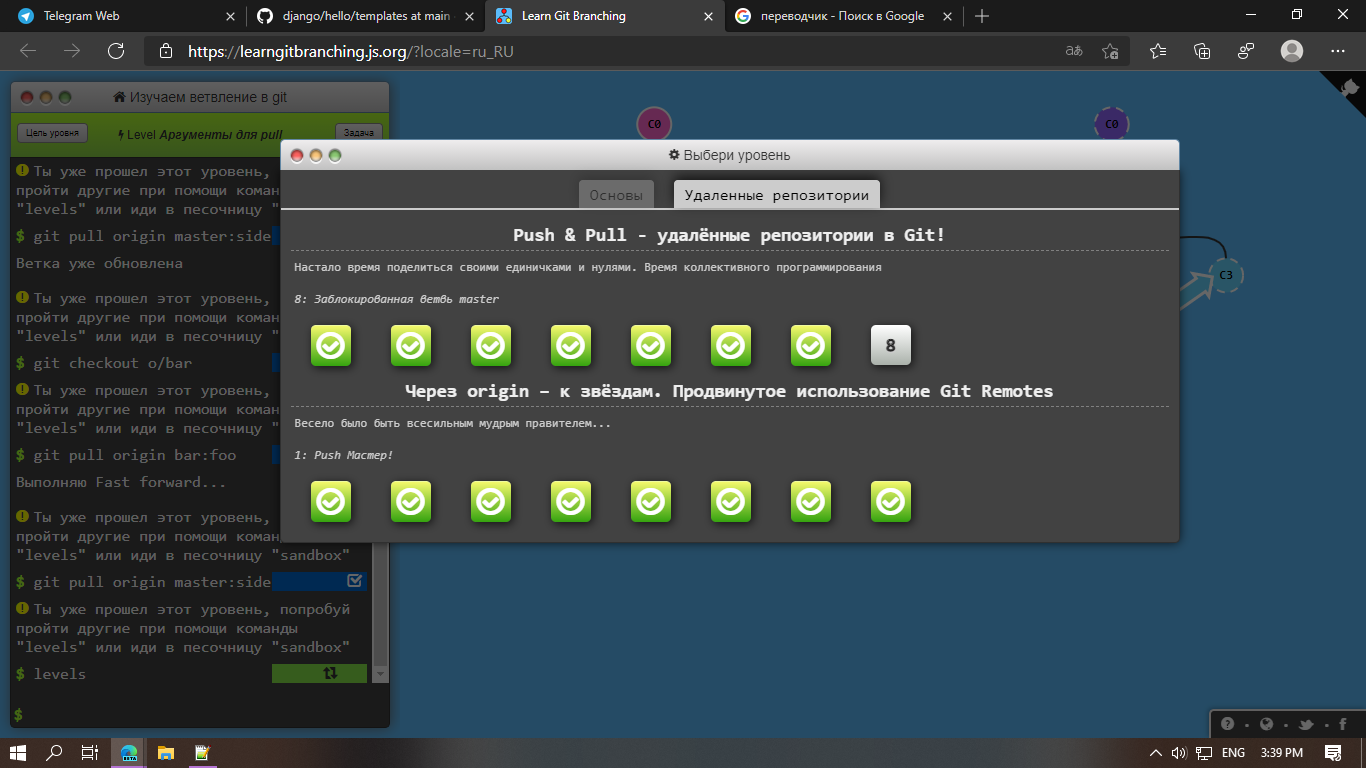 Telegram Web
django/hello/templates at main
Learn Git Branching
переводчик - Поиск в Google
https://learngitbranching.js.org/?locale=ru_RU
Изучаем ветвление в git
Цель уровня
Level Аргументы для pull
Задача
Ты уже прошел этот уровень,
пройти другие при помощи коман
"levels" или иди в песочницу "
$ git pull origin master:side
Ветка уже обновлена
Ты уже прошел этот уровень,
пройти другие при помощи коман
"levels" или иди в песочницу "
$ git checkout o/bar
Ты уже прошел этот уровень,
пройти другие при помощи коман
"levels" или иди в песочницу "
$ git pull origin bar:foo
Выполняю Fast forward...
Ты уже прошел этот уровень,
пройти другие при помощи коман
"levels" или иди в песочницу "sandbox"
$ git pull origin master:side
Ты уже прошел этот уровень, попробуй
пройти другие при помощи команды
"levels" или иди в песочницу "sandbox"
$ levels
$
C0
C0
C3
Выбери уровень
Основы
Удаленные репозитории
Push & Pull - удалённые репозитории в Git!
Настало время поделиться своими единичками и нулями. Время коллективного программирования
8: Заблокированная ветвь master
8
Через origin – к звёздам. Продвинутое использование Git Remotes
Весело было быть всесильным мудрым правителем...
1: Push Мастер!
ENG
3:39 PM